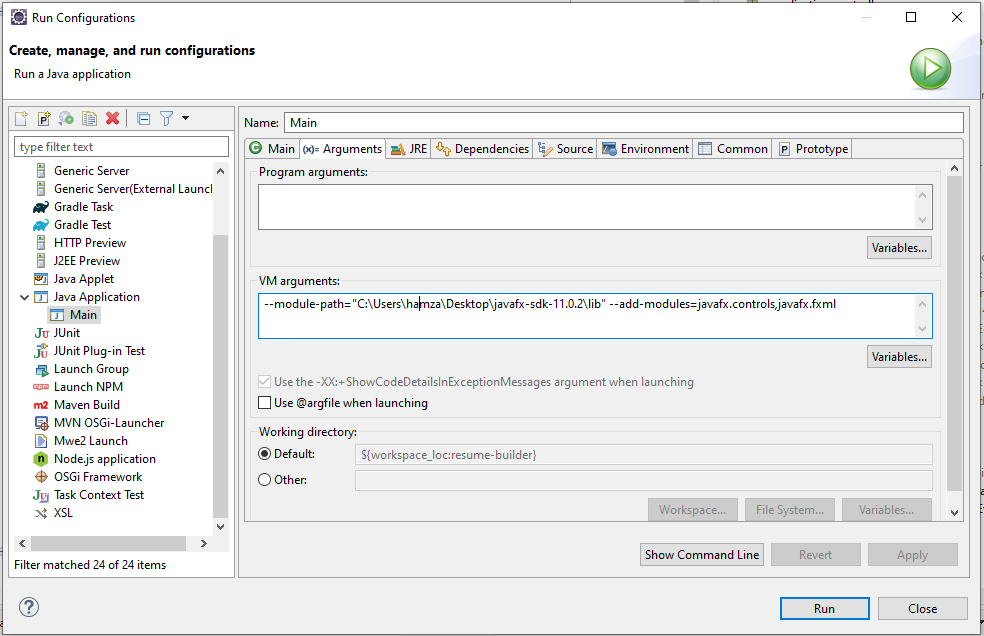 Run Configurations
Create, manage, and run configurations
Run a Java application
type filter text
Generic Server
Generic Server(External Launcl
Gradle Task
Gradle Test
HTTP Preview
J2EE Preview
Java Applet
Java Application
Main
JUnit
JUnit Plug-in Test
Launch Group
Launch NPM
Maven Build
MVN OSGi-Launcher
Mwe2 Launch
Node.js application
OSGi Framework
Task Context Test
XSL
Filter matched 24 of 24 items
Name: Main
Main (x)= Arguments JRE Dependencies Source Environment Common Prototype
Program arguments:
Variables...
VM arguments:
--module-path="C:\Users\hamza\Desktop\javafx-sdk-11.0.2\lib" --add-modules=javafx.controls,javafx.fxml
Variables...
Use the -XX:+ShowCodeDetailsInExceptionMessages argument when launching
Use @argfile when launching
Working directory:
Default: ${workspace_loc:resume-builder}
Other:
Workspace... File System... Variables...
Show Command Line Revert Apply
Run Close